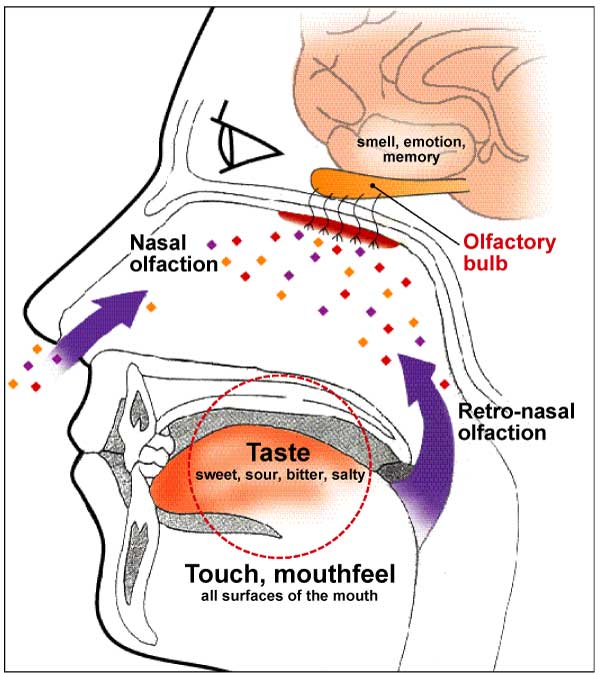 smell, emotion,
memory
Nasal
olfaction
Olfactory
bulb
Retro-nasal
olfaction
Taste
sweet, sour, bitter, salty
Touch, mouthfeel
all surfaces of the mouth